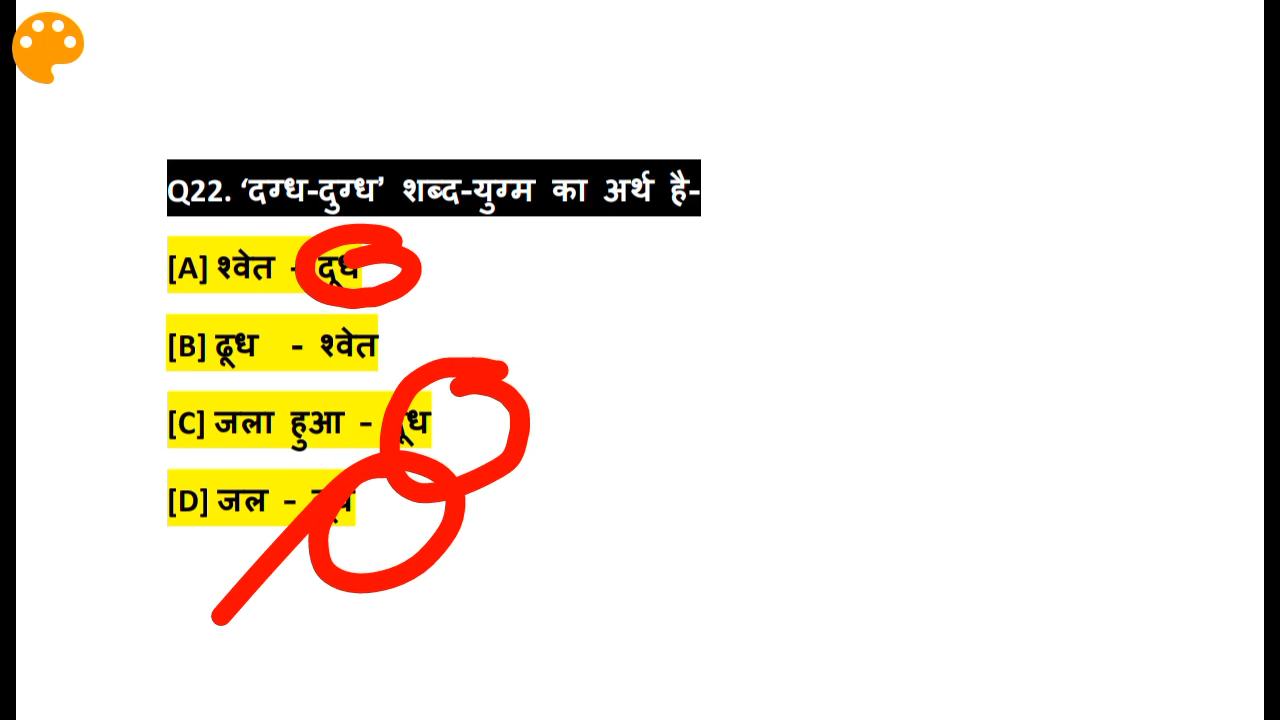 Q22. ‘दग्ध-दुग्ध’ शब्द-युग्म का अर्थ है-
[A] श्वेत - दूध
[B] ढूध - श्वेत
[C] जला हुआ -
[D] जल -